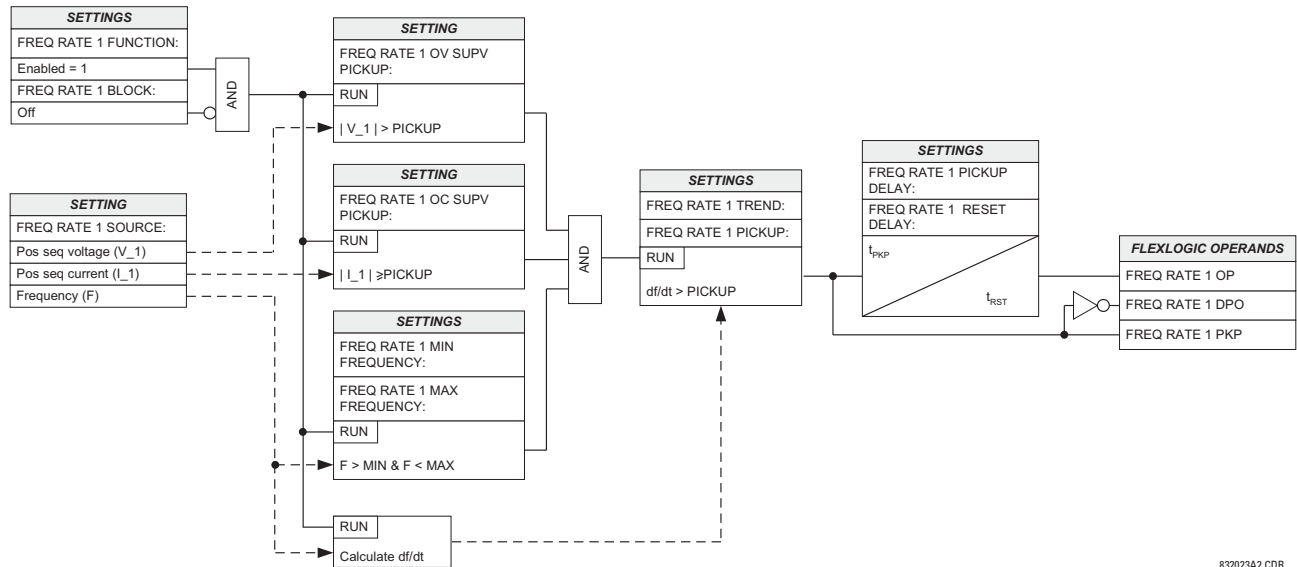 SETTINGS
FREQ RATE 1 FUNCTION:
Enabled = 1
FREQ RATE 1 BLOCK:
Off
AND
SETTING
FREQ RATE 1 SOURCE:
Pos seq voltage (V_1)
Pos seq current (I_1)
Frequency (F)
SETTING
FREQ RATE 1 OV SUPV
PICKUP:
RUN
| V_1 | > PICKUP
SETTING
FREQ RATE 1 OC SUPV
PICKUP:
RUN
| I_1 | ≥PICKUP
SETTINGS
FREQ RATE 1 MIN
FREQUENCY:
FREQ RATE 1 MAX
FREQUENCY:
RUN
F > MIN & F < MAX
RUN
Calculate df/dt
AND
SETTINGS
FREQ RATE 1 TREND:
FREQ RATE 1 PICKUP:
RUN
df/dt > PICKUP
SETTINGS
FREQ RATE 1 PICKUP
DELAY:
FREQ RATE 1 RESET
DELAY:
tPKP
tRST
FLEXLOGIC OPERANDS
FREQ RATE 1 OP
FREQ RATE 1 DPO
FREQ RATE 1 PKP
832023A2.CDR